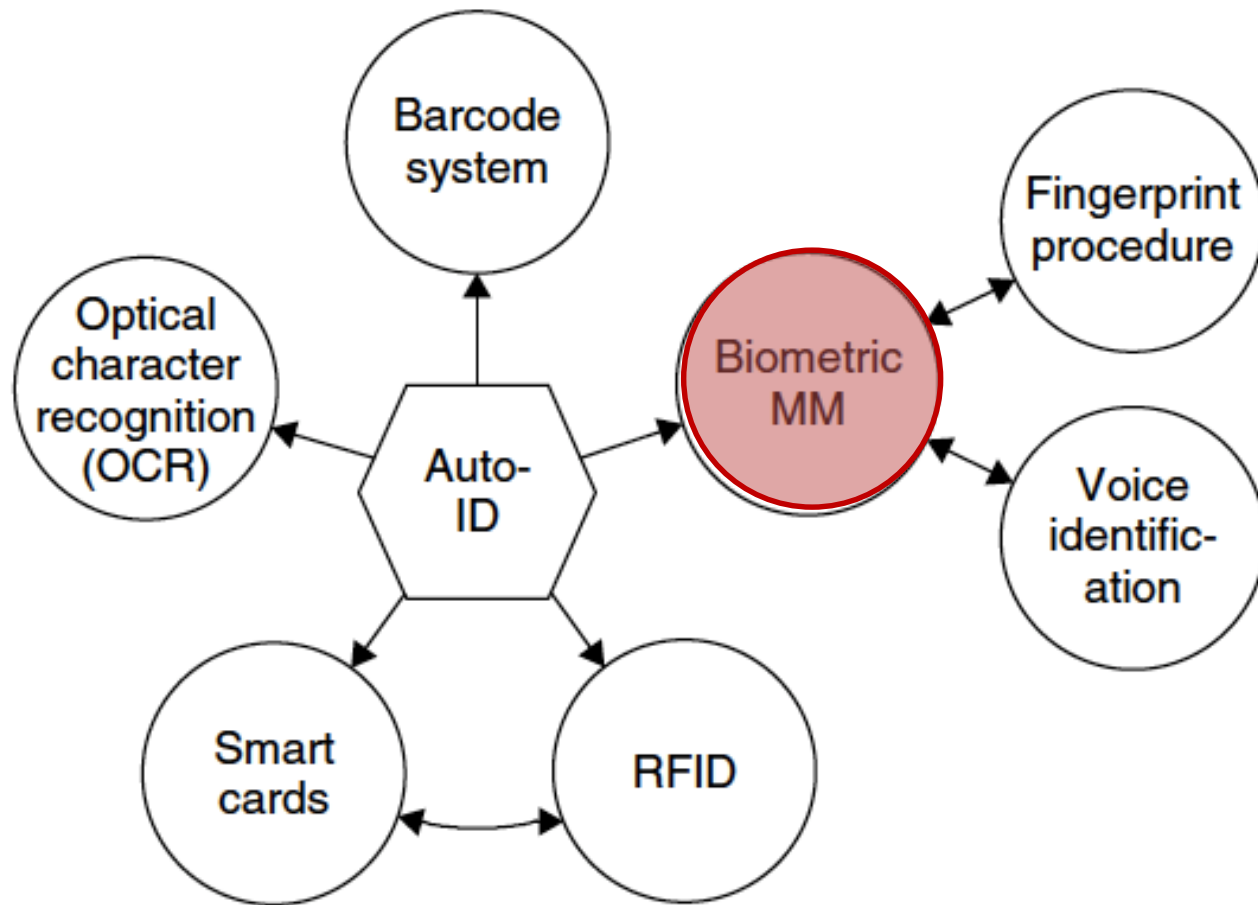 Barcode
system
Fingerprint
procedure
Optical
character
recognition
(OCR)
Biometric
MM
Auto-
ID
Voice
identific-
ation
Smart
cards
RFID